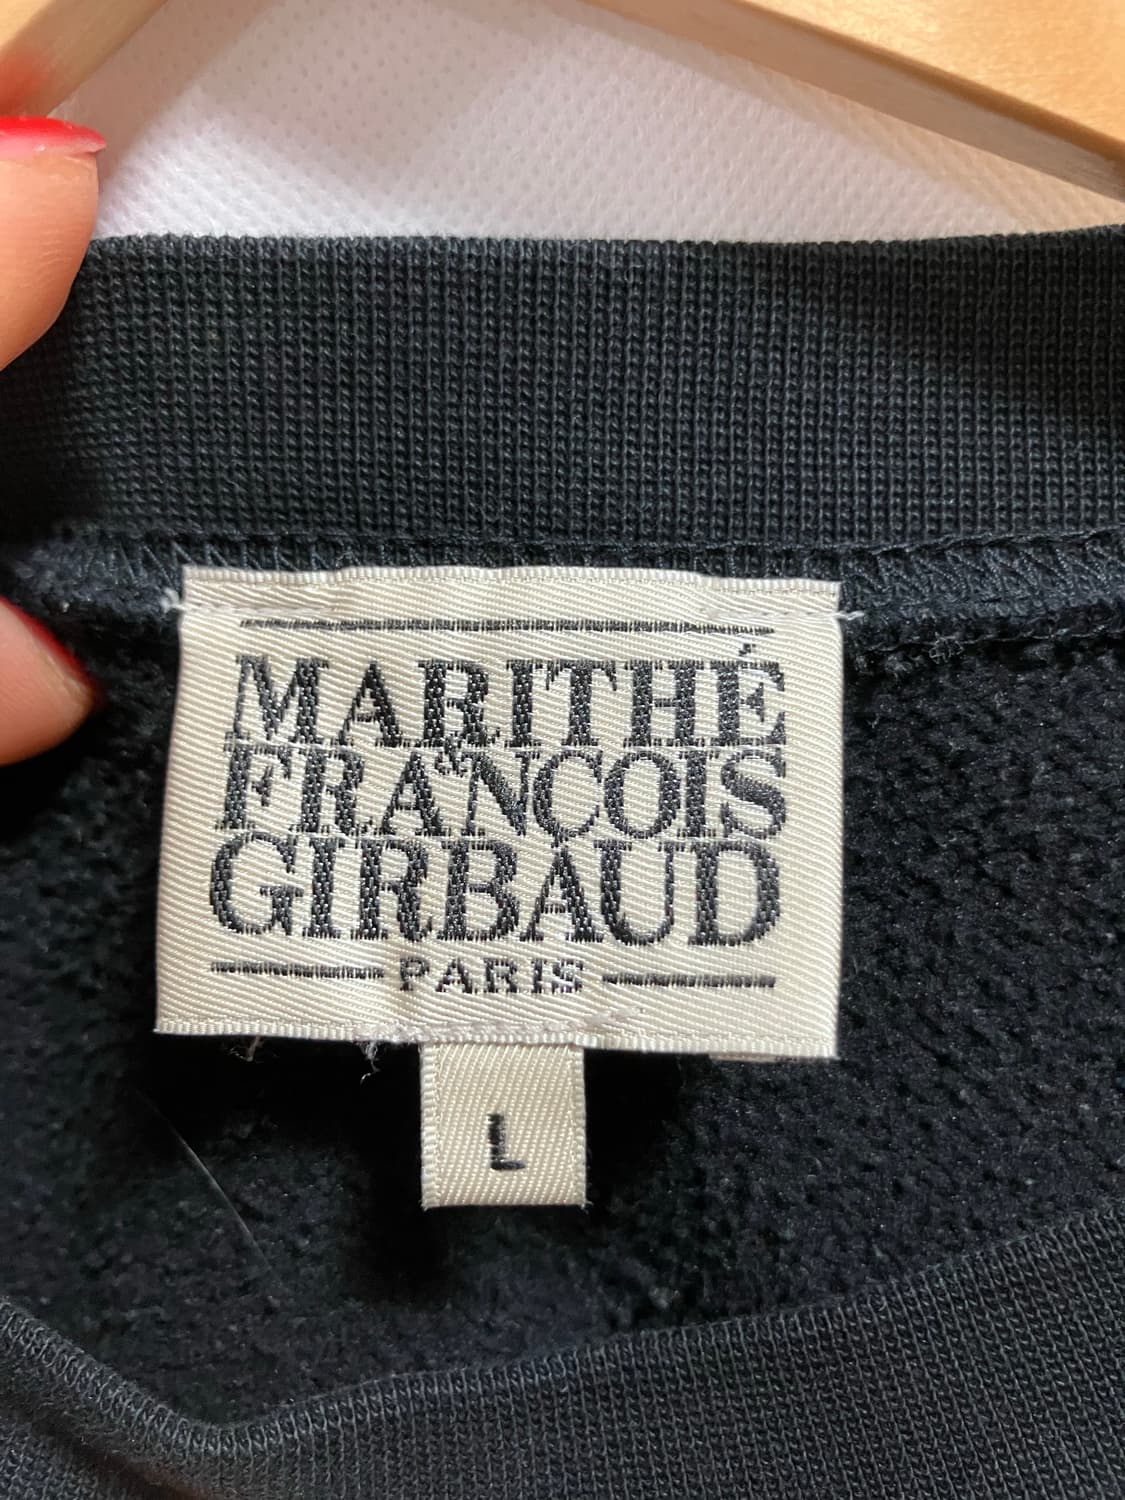 MARITHÉ
&
FRANÇOIS
GIRBAUD
PARIS
L